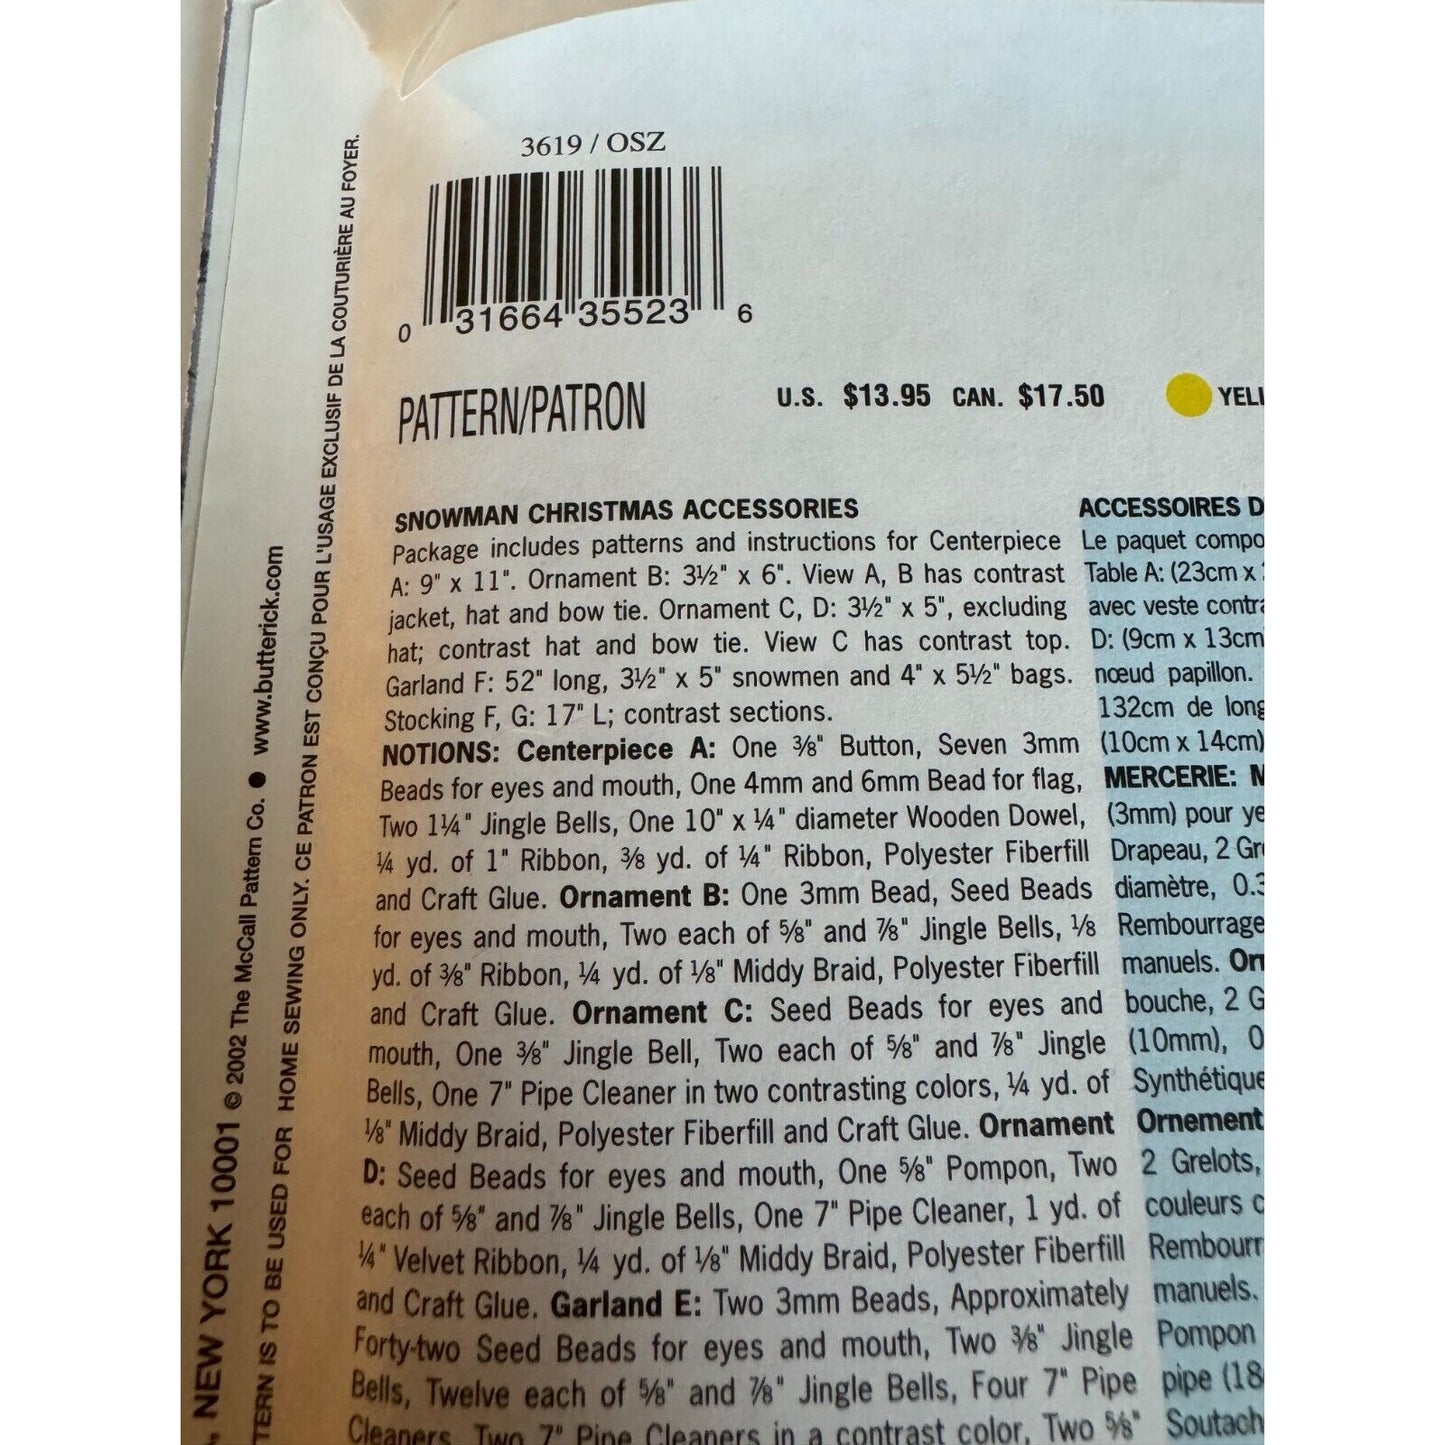 3619 / OSZ
0 31664 35523 6
PATTERN/PATRON
U.S. $13.95 CAN. $17.50
SNOWMAN CHRISTMAS ACCESSORIES
Package includes patterns and instructions for Centerpiece
A: 9" x 11". Ornament B: 3½" x 6". View A, B has contrast
jacket, hat and bow tie. Ornament C, D: 3½" x 5", excluding
hat; contrast hat and bow tie. View C has contrast top.
Garland F: 52" long, 3½" x 5" snowmen and 4" x 5½" bags.
Stocking F, G: 17" L; contrast sections.
NOTIONS: Centerpiece A: One ⅜" Button, Seven 3mm
Beads for eyes and mouth, One 4mm and 6mm Bead for flag,
Two 1¼" Jingle Bells, One 10" x ¼" diameter Wooden Dowel,
¼ yd. of 1" Ribbon, ⅜ yd. of ¼" Ribbon, Polyester Fiberfill
and Craft Glue. Ornament B: One 3mm Bead, Seed Beads
for eyes and mouth, Two each of ⅝" and ⅞" Jingle Bells, ⅛
yd. of ⅜" Ribbon, ¼ yd. of ⅛" Middy Braid, Polyester Fiberfill
and Craft Glue. Ornament C: Seed Beads for eyes and
mouth, One ⅜" Jingle Bell, Two each of ⅝" and ⅞" Jingle
Bells, One 7" Pipe Cleaner in two contrasting colors, ¼ yd. of
⅛" Middy Braid, Polyester Fiberfill and Craft Glue. Ornament
D: Seed Beads for eyes and mouth, One ⅝" Pompon, Two
each of ⅝" and ⅞" Jingle Bells, One 7" Pipe Cleaner, 1 yd. of
¼" Velvet Ribbon, ¼ yd. of ⅛" Middy Braid, Polyester Fiberfill
and Craft Glue. Garland E: Two 3mm Beads, Approximately
Forty-two Seed Beads for eyes and mouth, Two ⅜" Jingle
Bells, Twelve each of ⅝" and ⅞" Jingle Bells, Four 7" Pipe
Cleaners, Two 7" Pipe Cleaners in a contrast color, Two ⅝"
ACCESSOIRES D
Le paquet compo
Table A: (23cm x
avec veste contra
D: (9cm x 13cm
nœud papillon.
132cm de long
(10cm x 14cm)
MERCERIE: M
(3mm) pour ye
Drapeau, 2 Gre
diamètre, 0.3
Rembourrage
manuels. Orn
bouche, 2 G
(10mm), 0
Synthétique
Ornement
2 Grelots,
couleurs c
Rembourr
manuels.
Pompon
pipe (18
Soutach
, NEW YORK 10001 © 2002 The McCall Pattern Co. ● www.butterick.com
TERN IS TO BE USED FOR HOME SEWING ONLY. CE PATRON EST CONÇU POUR L'USAGE EXCLUSIF DE LA COUTURIÈRE AU FOYER.